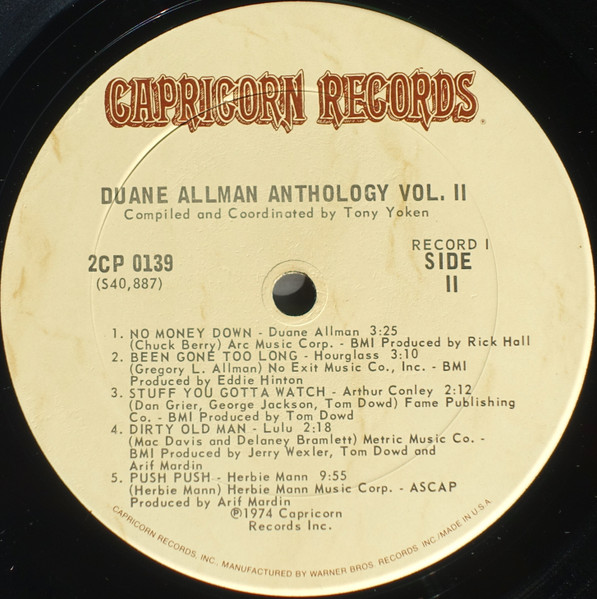 CAPRICORN RECORDS®
DUANE ALLMAN ANTHOLOGY VOL. II
Compiled and Coordinated by Tony Yoken
2CP 0139
(S40,887)
RECORD I
SIDE
II
1. NO MONEY DOWN - Duane Allman 3:25
(Chuck Berry) Arc Music Corp. - BMI Produced by Rick Hall
2. BEEN GONE TOO LONG - Hourglass 3:10
(Gregory L. Allman) No Exit Music Co., Inc. - BMI
Produced by Eddie Hinton
3. STUFF YOU GOTTA WATCH - Arthur Conley 2:12
(Dan Grier, George Jackson, Tom Dowd) Fame Publishing
Co. - BMI Produced by Tom Dowd
4. DIRTY OLD MAN - Lulu 2:18
(Mac Davis and Delaney Bramlett) Metric Music Co. -
BMI Produced by Jerry Wexler, Tom Dowd and
Arif Mardin
5. PUSH PUSH - Herbie Mann 9:55
(Herbie Mann) Herbie Mann Music Corp. - ASCAP
Produced by Arif Mardin
℗1974 Capricorn
Records Inc.
CAPRICORN RECORDS, INC. MANUFACTURED BY WARNER BROS. RECORDS INC./MADE IN U.S.A.